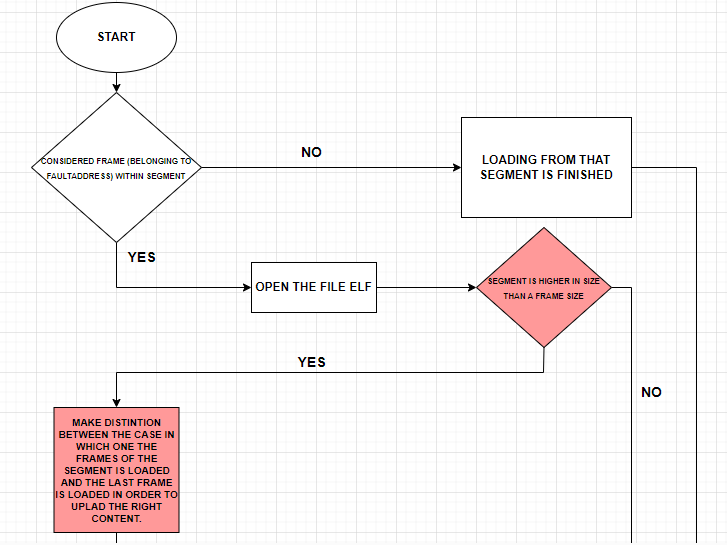 START
CONSIDERED FRAME (BELONGING TO
FAULTADDRESS) WITHIN SEGMENT
NO
LOADING FROM THAT
SEGMENT IS FINISHED
YES
OPEN THE FILE ELF
SEGMENT IS HIGHER IN SIZE
THAN A FRAME SIZE
YES
NO
MAKE DISTINTION
BETWEEN THE CASE IN
WHICH ONE THE
FRAMES OF THE
SEGMENT IS LOADED
AND THE LAST FRAME
IS LOADED IN ORDER TO
UPLAD THE RIGHT
CONTENT.